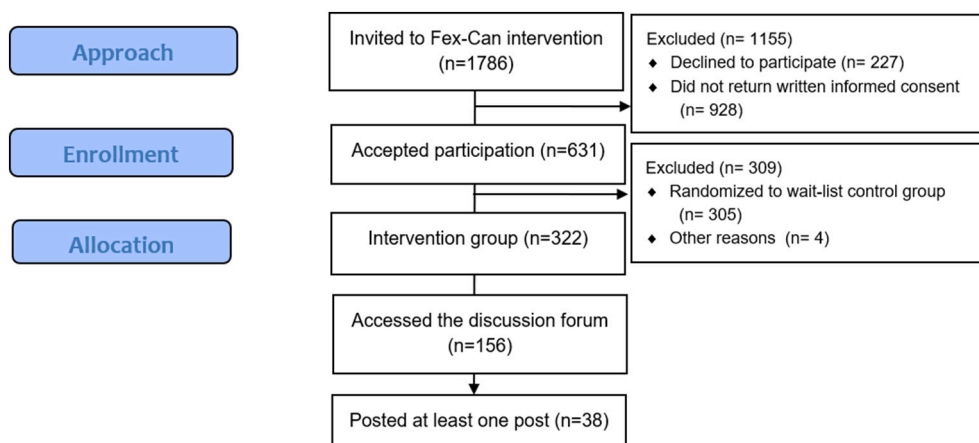 Approach
Invited to Fex-Can intervention
(n=1786)
Excluded (n= 1155)
♦ Declined to participate (n= 227)
♦ Did not return written informed consent
(n= 928)
Enrollment
Accepted participation (n=631)
Excluded (n= 309)
♦ Randomized to wait-list control group
(n= 305)
♦ Other reasons (n= 4)
Allocation
Intervention group (n=322)
Accessed the discussion forum
(n=156)
Posted at least one post (n=38)